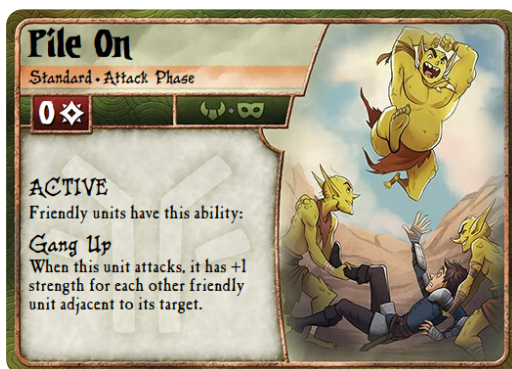 Pile On
Standard • Attack Phase
0
ACTIVE
Friendly units have this ability:
Gang Up
When this unit attacks, it has +1
strength for each other friendly
unit adjacent to its target.